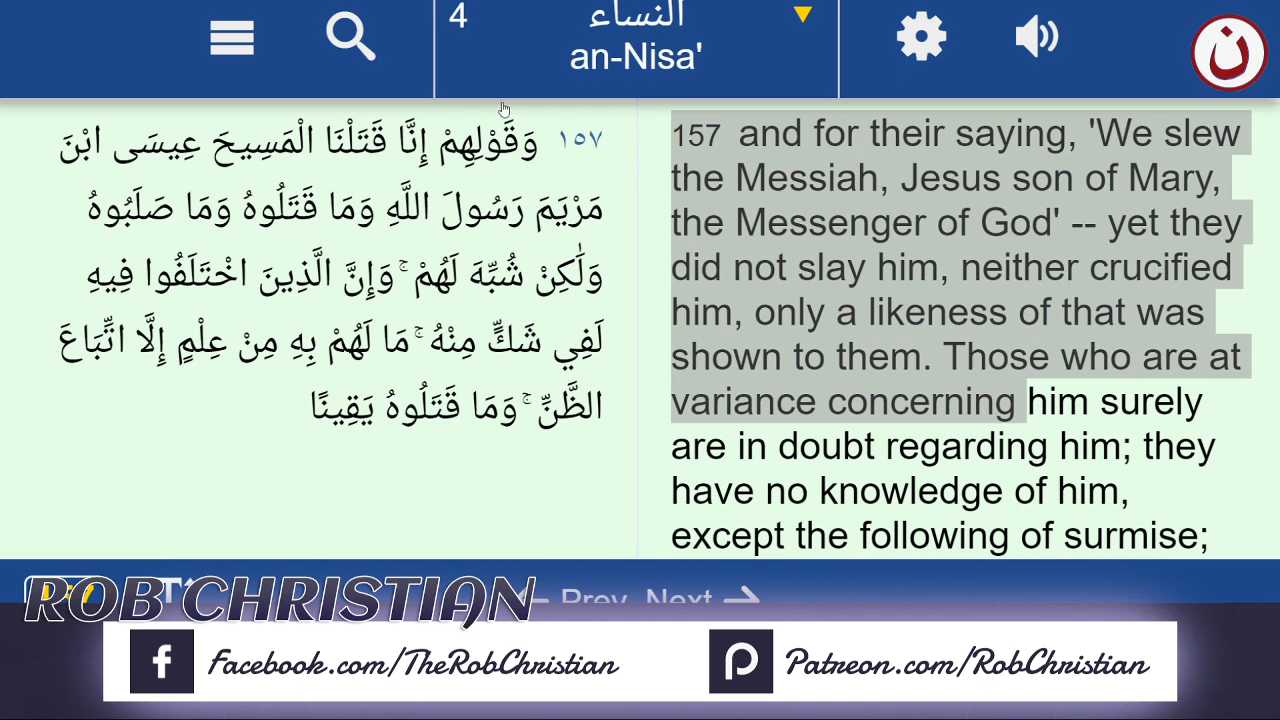 4
النساء
an-Nisa'
ن
١٥٧ وَقَوْلِهِمْ إِنَّا قَتَلْنَا الْمَسِيحَ عِيسَى ابْنَ
مَرْيَمَ رَسُولَ اللَّهِ وَمَا قَتَلُوهُ وَمَا صَلَبُوهُ
وَلَٰكِنْ شُبِّهَ لَهُمْ ۚ وَإِنَّ الَّذِينَ اخْتَلَفُوا فِيهِ
لَفِي شَكٍّ مِنْهُ ۚ مَا لَهُمْ بِهِ مِنْ عِلْمٍ إِلَّا اتِّبَاعَ
الظَّنِّ ۚ وَمَا قَتَلُوهُ يَقِينًا
157 and for their saying, 'We slew
the Messiah, Jesus son of Mary,
the Messenger of God' -- yet they
did not slay him, neither crucified
him, only a likeness of that was
shown to them. Those who are at
variance concerning him surely
are in doubt regarding him; they
have no knowledge of him,
except the following of surmise;
← Prev Next →
ROB CHRISTIAN
Facebook.com/TheRobChristian
Patreon.com/RobChristian